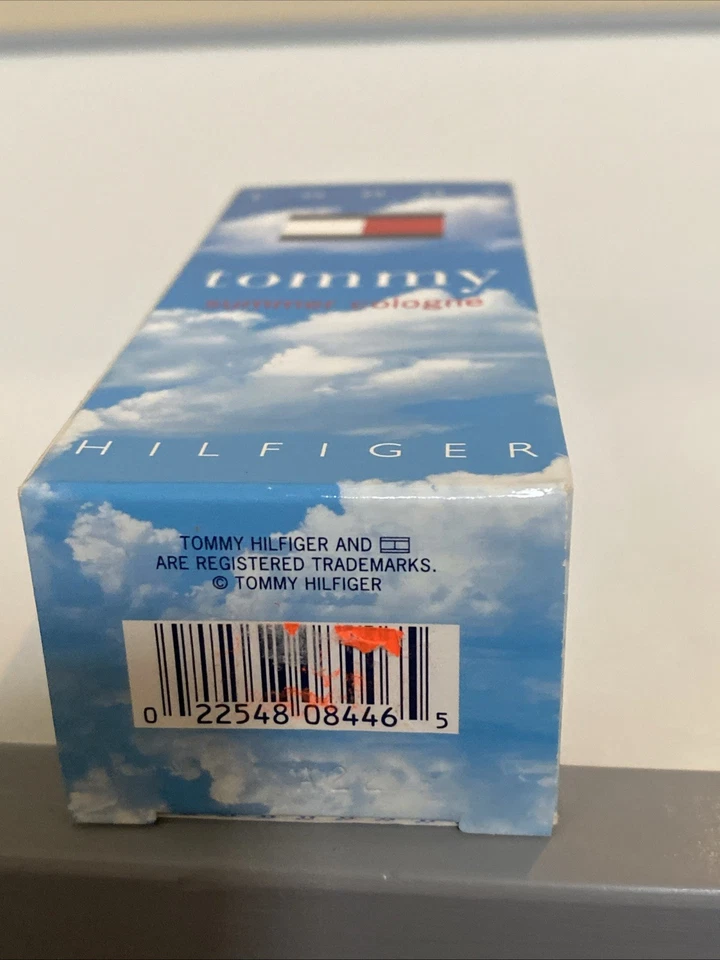 tommy
summer cologne
HILFIGER
TOMMY HILFIGER AND
ARE REGISTERED TRADEMARKS.
© TOMMY HILFIGER
0 22548 08446 5